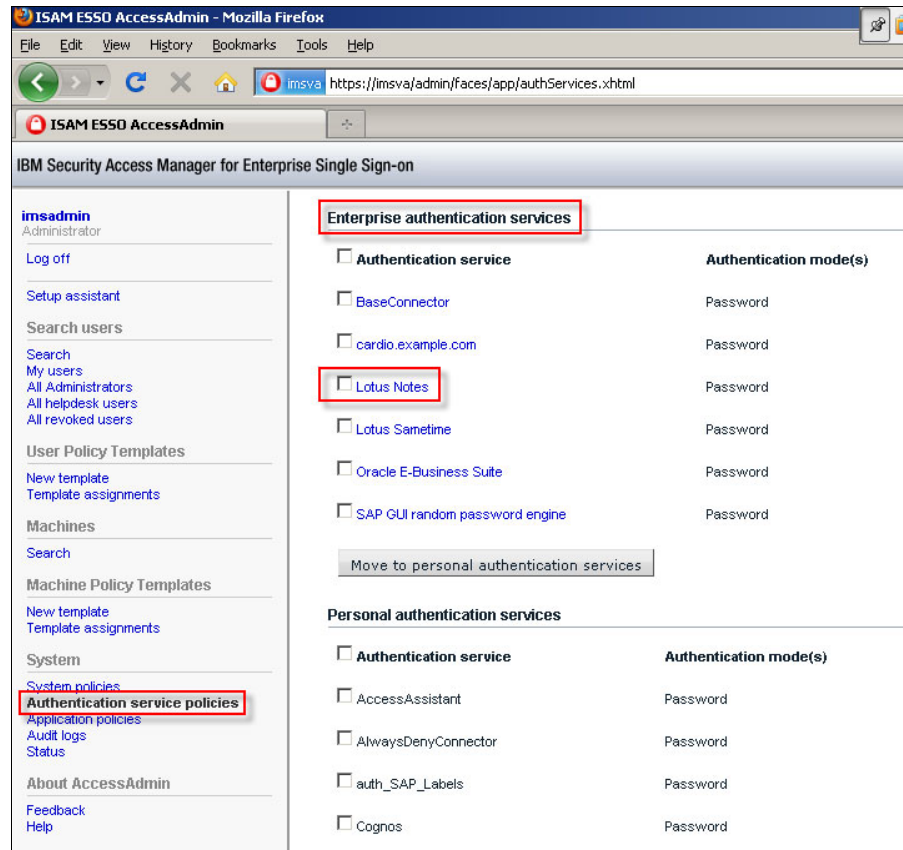 ISAM ESSO AccessAdmin - Mozilla Firefox
File Edit View History Bookmarks Tools Help
imsva https://imsva/admin/faces/app/authServices.xhtml
ISAM ESSO AccessAdmin
IBM Security Access Manager for Enterprise Single Sign-on
imsadmin
Administrator
Log off
Setup assistant
Search users
Search
My users
All Administrators
All helpdesk users
All revoked users
User Policy Templates
New template
Template assignments
Machines
Search
Machine Policy Templates
New template
Template assignments
System
System policies
Authentication service policies
Application policies
Audit logs
Status
About AccessAdmin
Feedback
Help
Enterprise authentication services
Authentication service Authentication mode(s)
BaseConnector Password
cardio.example.com Password
Lotus Notes Password
Lotus Sametime Password
Oracle E-Business Suite Password
SAP GUI random password engine Password
Move to personal authentication services
Personal authentication services
Authentication service Authentication mode(s)
AccessAssistant Password
AlwaysDenyConnector Password
auth_SAP_Labels Password
Cognos Password